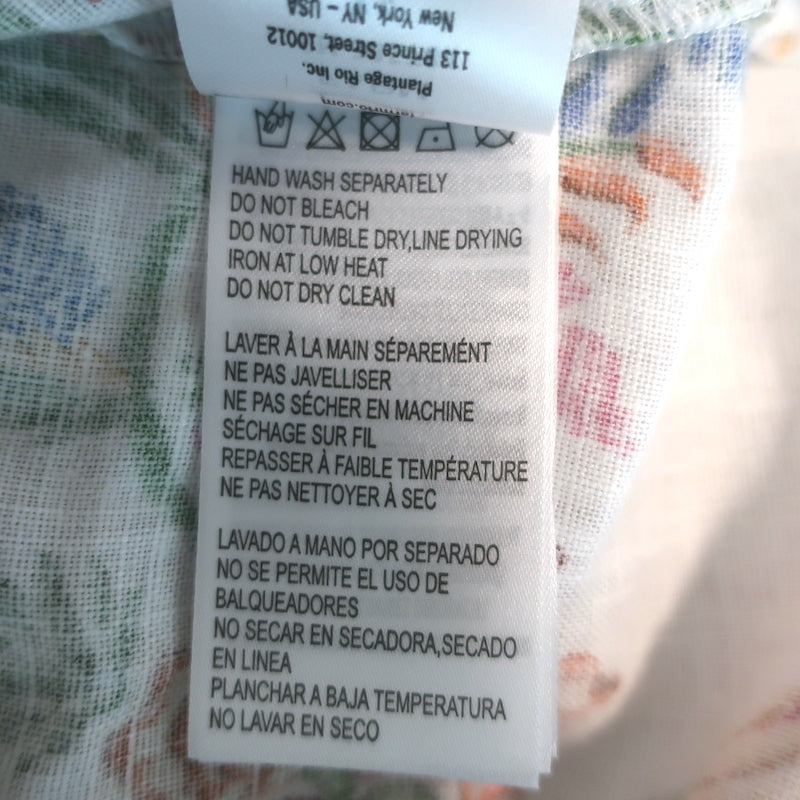 New York, NY - USA
113 Prince Street, 10012
Plantage Rio Inc.
HAND WASH SEPARATELY
DO NOT BLEACH
DO NOT TUMBLE DRY,LINE DRYING
IRON AT LOW HEAT
DO NOT DRY CLEAN
LAVER À LA MAIN SÉPAREMÉNT
NE PAS JAVELLISER
NE PAS SÉCHER EN MACHINE
SÉCHAGE SUR FIL
REPASSER À FAIBLE TEMPÉRATURE
NE PAS NETTOYER À SEC
LAVADO A MANO POR SEPARADO
NO SE PERMITE EL USO DE
BALQUEADORES
NO SECAR EN SECADORA,SECADO
EN LINEA
PLANCHAR A BAJA TEMPERATURA
NO LAVAR EN SECO